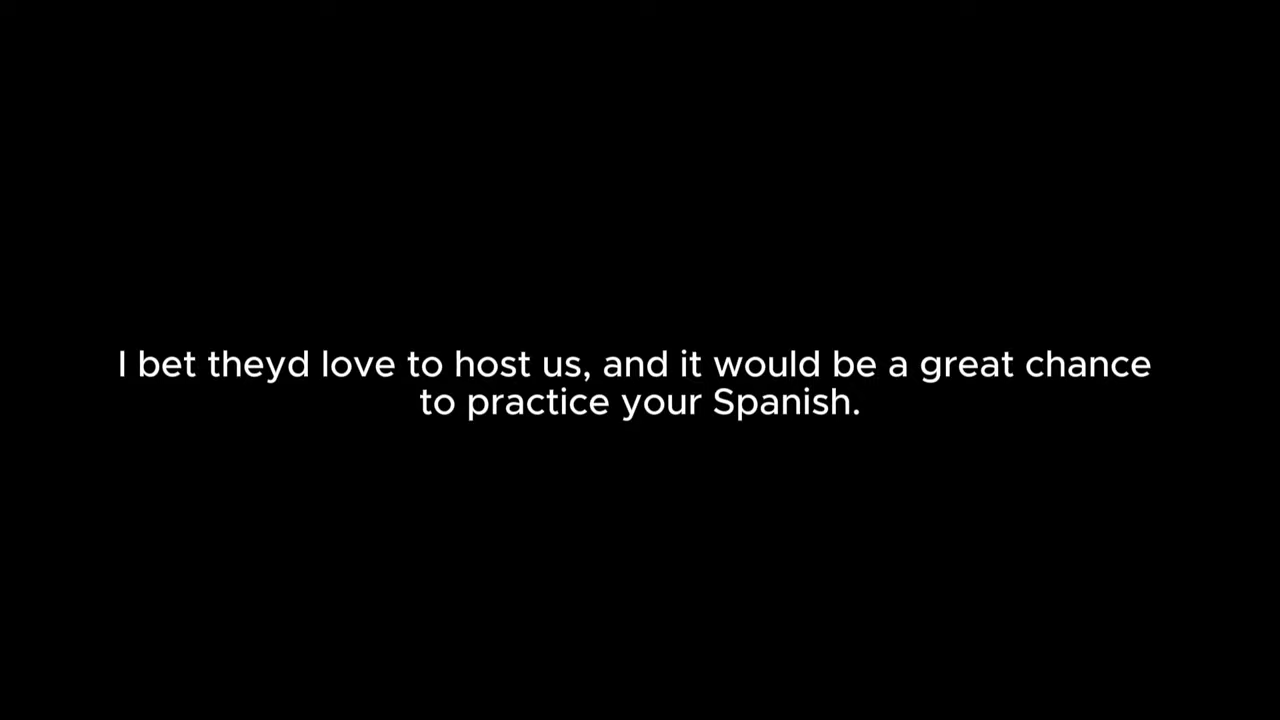 I bet theyd love to host us, and it would be a great chance
to practice your Spanish.